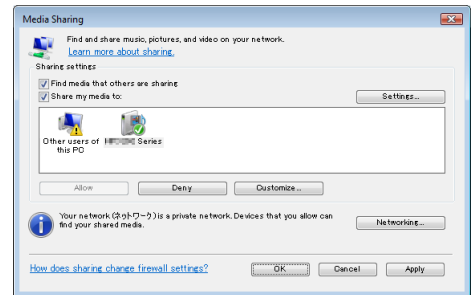 Media Sharing
Find and share music, pictures, and video on your network.
Learn more about sharing.
Sharing settings
Find media that others are sharing
Share my media to:
Settings...
Other users of
this PC
Series
Allow
Deny
Customize...
Your network (ネットワーク) is a private network. Devices that you allow can
find your shared media.
Networking...
How does sharing change firewall settings?
OK
Cancel
Apply